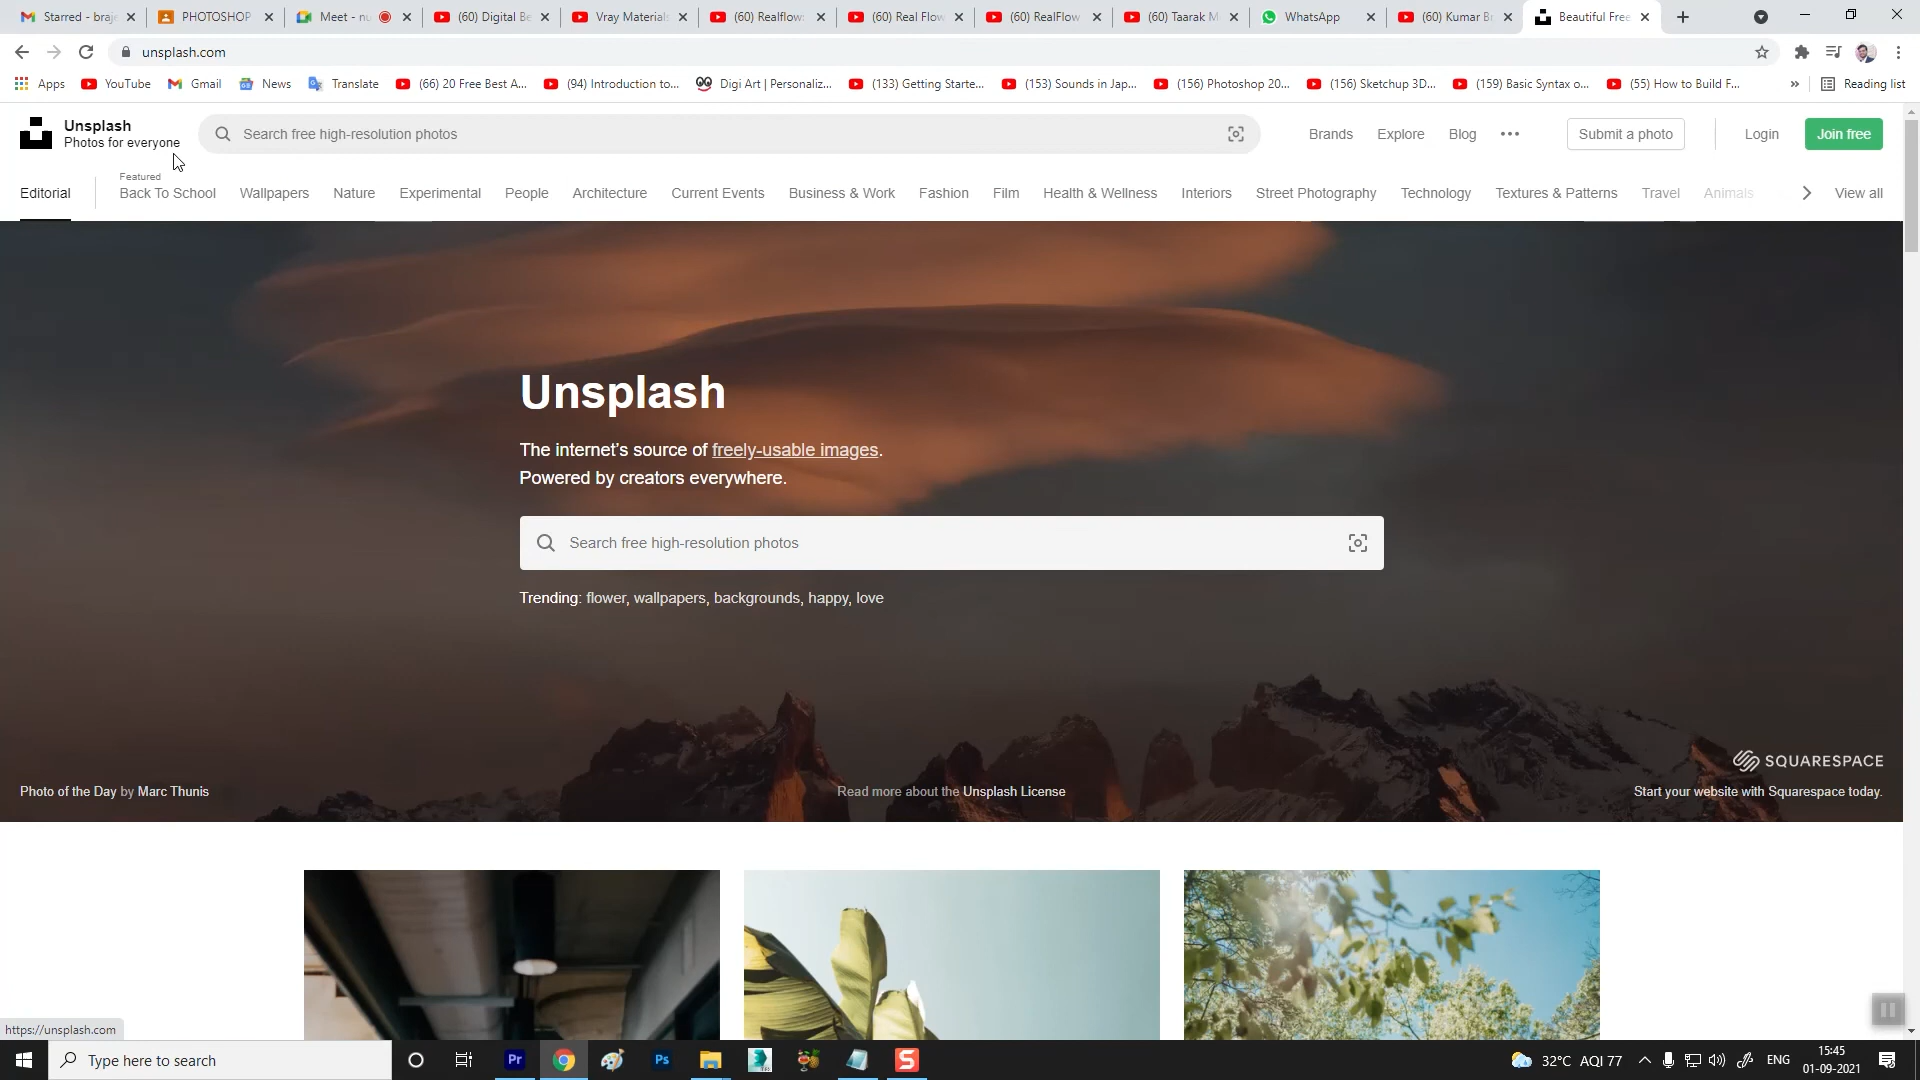 Starred - braj
PHOTOSHOP
Meet - nu
(60) Digital Be
Vray Material
(60) Realflow
(60) Real Flow
(60) RealFlow
(60) Taarak M
WhatsApp
(60) Kumar B
Beautiful Free
unsplash.com
Apps
YouTube
Gmail
News
Translate
(66) 20 Free Best A...
(94) Introduction to...
Digi Art | Personaliz...
(133) Getting Starte...
(153) Sounds in Jap...
(156) Photoshop 20...
(156) Sketchup 3D...
(159) Basic Syntax o...
(55) How to Build F...
»
Reading list
Unsplash
Photos for everyone
Search free high-resolution photos
Brands
Explore
Blog
Submit a photo
Login
Join free
Editorial
Featured
Back To School
Wallpapers
Nature
Experimental
People
Architecture
Current Events
Business & Work
Fashion
Film
Health & Wellness
Interiors
Street Photography
Technology
Textures & Patterns
Travel
Animals
View all
Unsplash
The internet's source of freely-usable images.
Powered by creators everywhere.
Search free high-resolution photos
Trending: flower, wallpapers, backgrounds, happy, love
SQUARESPACE
Photo of the Day by Marc Thunis
Read more about the Unsplash License
Start your website with Squarespace today.
https://unsplash.com
Type here to search
Pr
Ps
S
32°C AQI 77
ENG
15:45
01-09-2021